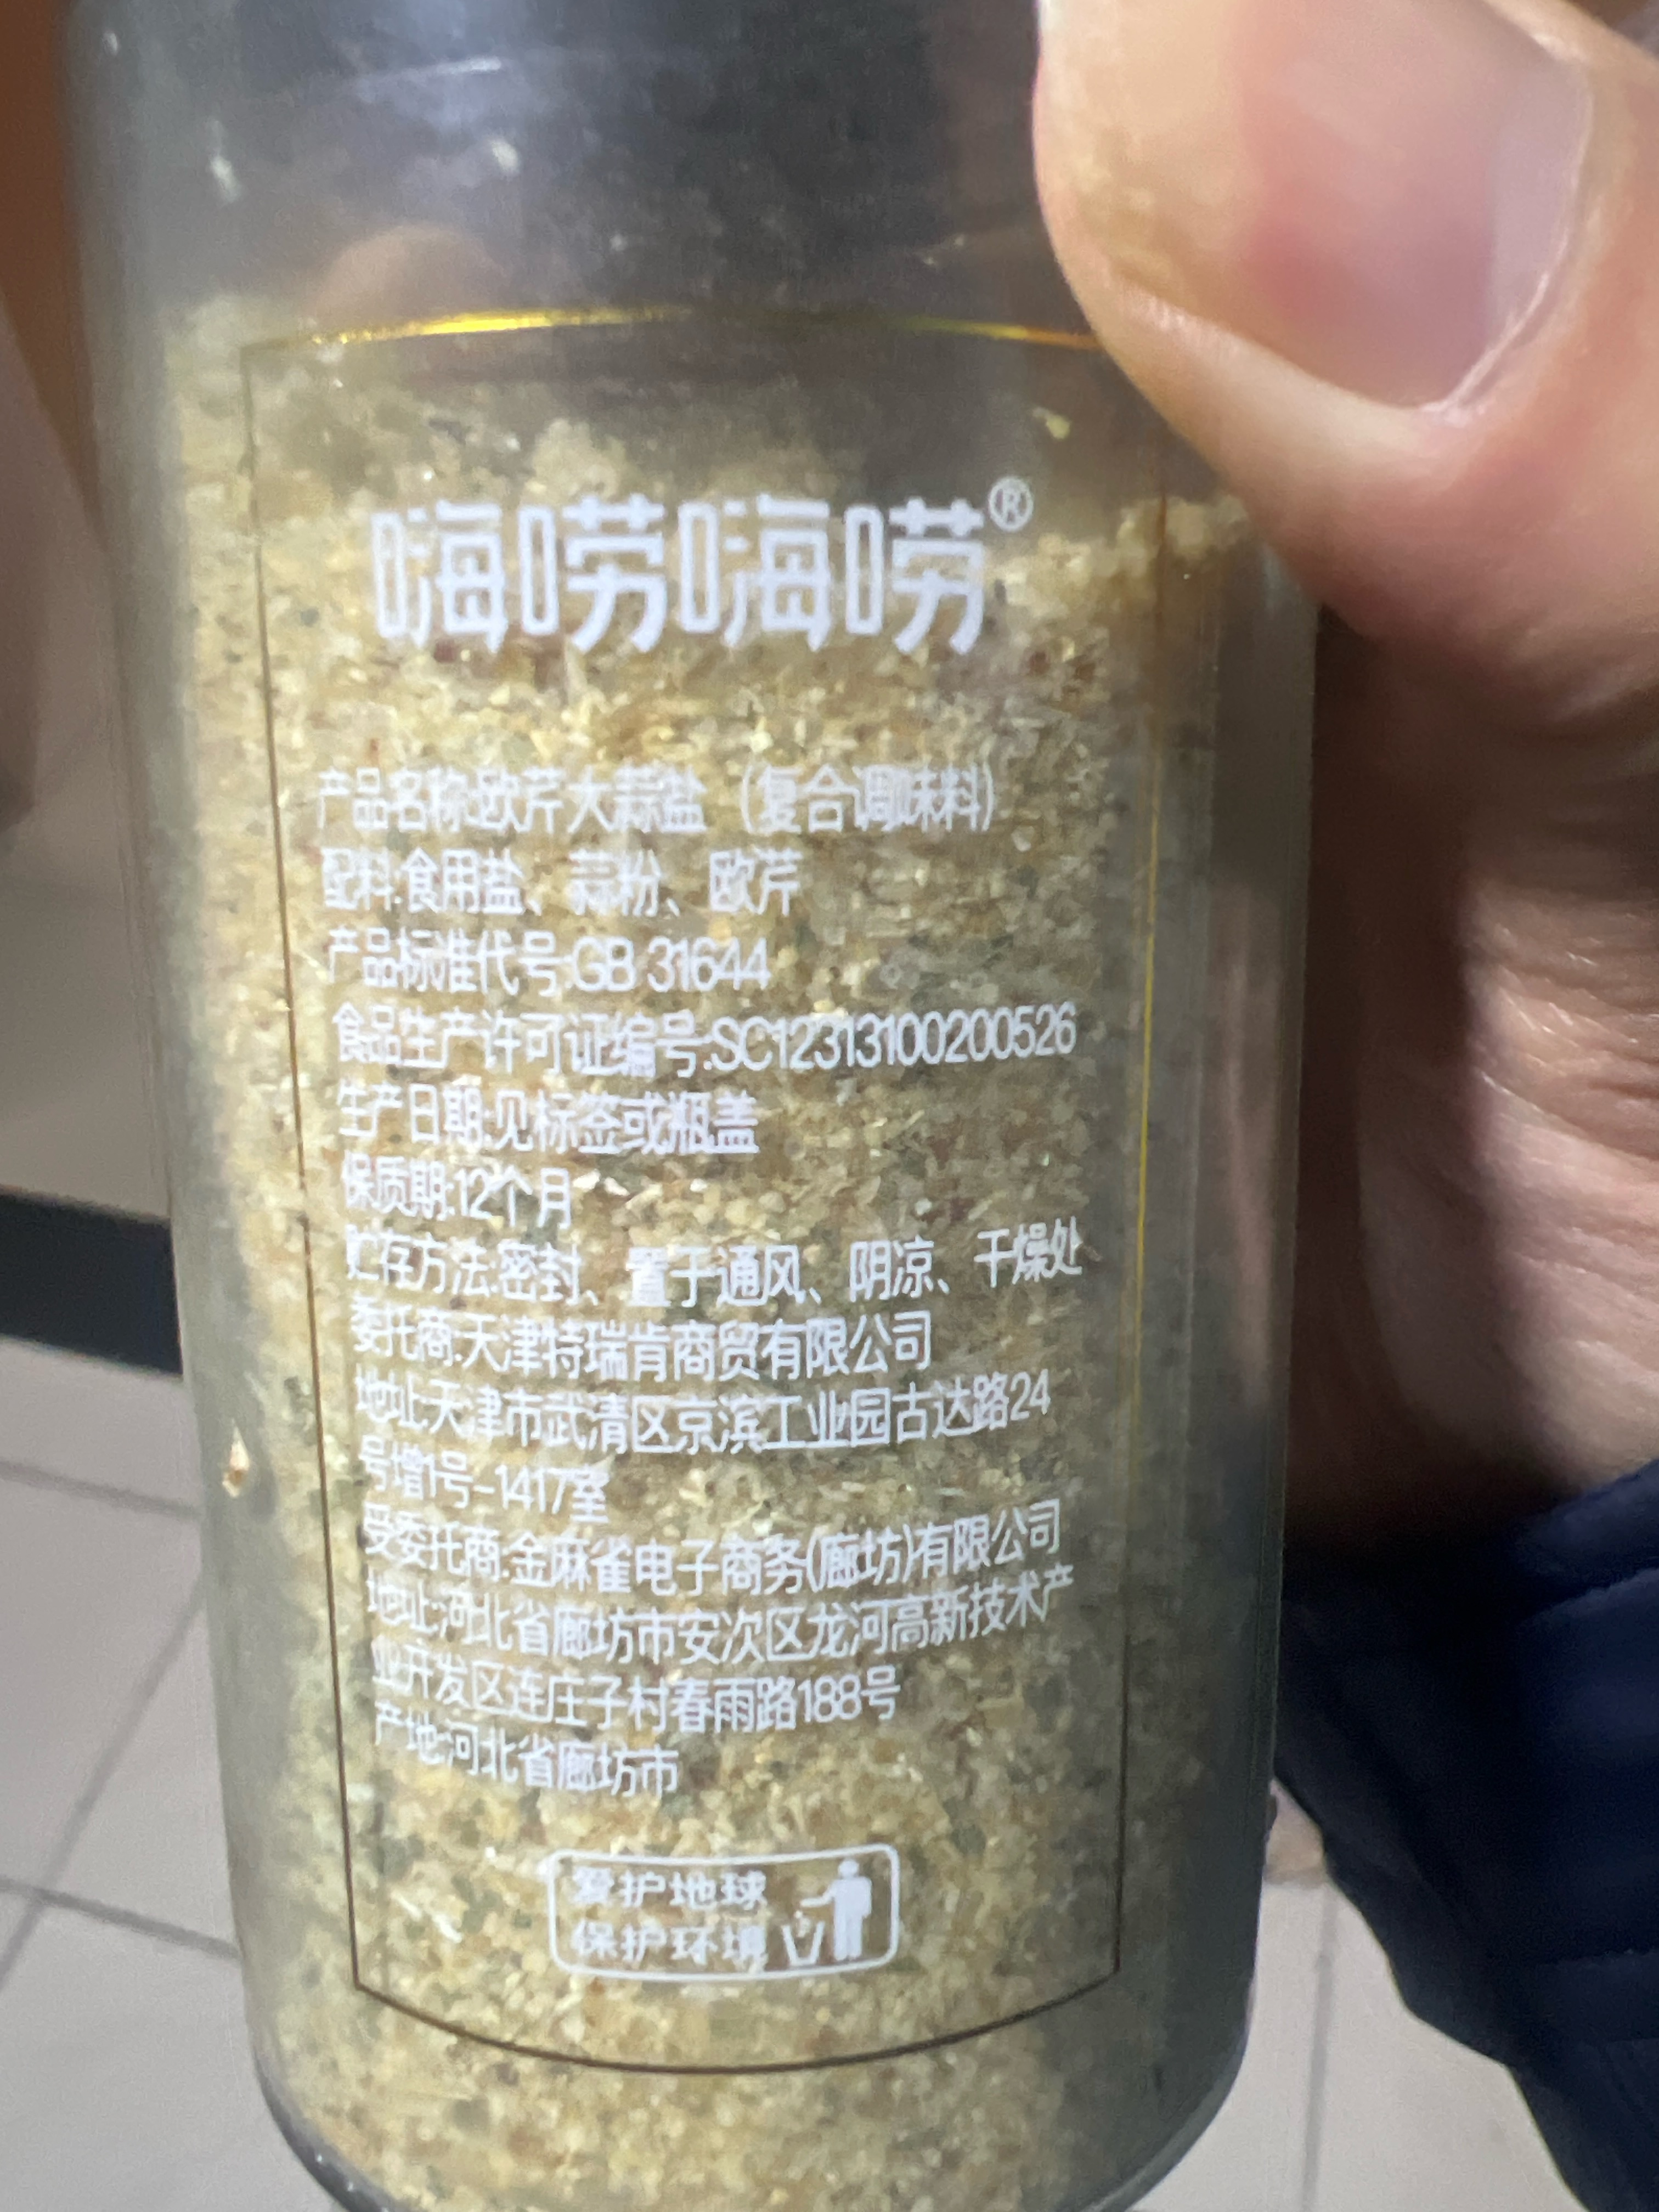 嗨唠嗨唠®
产品名称:欧芹大蒜盐（复合调味料）
配料:食用盐、蒜粉、欧芹
产品标准代号:GB 31644
食品生产许可证编号:SC12313100200526
生产日期:见标签或瓶盖
保质期:12个月
贮存方法:密封、置于通风、阴凉、干燥处
委托商:天津特瑞肯商贸有限公司
地址:天津市武清区京滨工业园古达路24
号增1号-1417室
受委托商:金麻雀电子商务(廊坊)有限公司
地址:河北省廊坊市安次区龙河高新技术产
业开发区连庄子村春雨路188号
产地:河北省廊坊市
爱护地球
保护环境